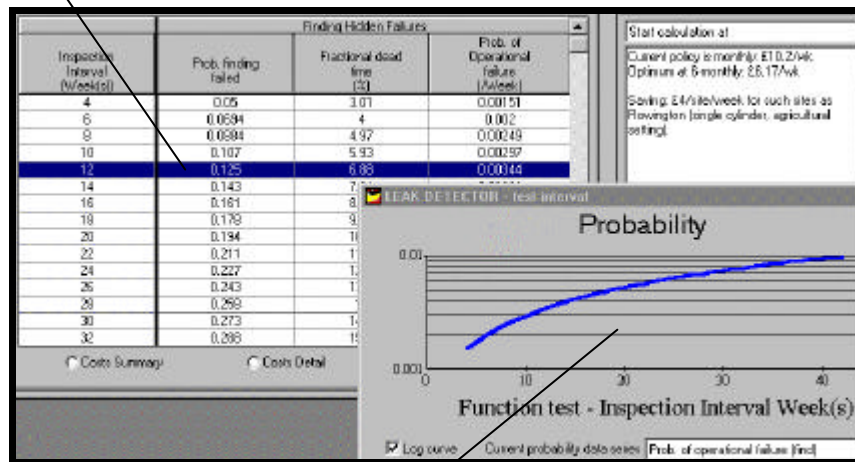 Finding Hidden Failures
Inspection Interval (Week(s)) Prob. finding failed Fractional dead time (%) Prob. of Operational failure (/Week)
4 0.05 3.01 0.00151
6 0.0694 4 0.002
8 0.0884 4.97 0.00249
10 0.107 5.93 0.00297
12 0.125 6.88 0.00344
14 0.143
16 0.161
18 0.178
20 0.194
22 0.211
24 0.227
26 0.243
28 0.258
30 0.273
32 0.288
Costs Summary Costs Detail
Start calculation at
Current policy is monthly: £10.2/wk
Optimum at 6-monthly: £6.17/wk
Saving: £4/site/week for such sites as
Rowington (single cylinder, agricultural
setting).
LEAK DETECTOR - test interval
Probability
0.01
0.001
0 10 20 30 40
Function test - Inspection Interval Week(s)
Log curve Current probability data series Prob. of operational failure (find)